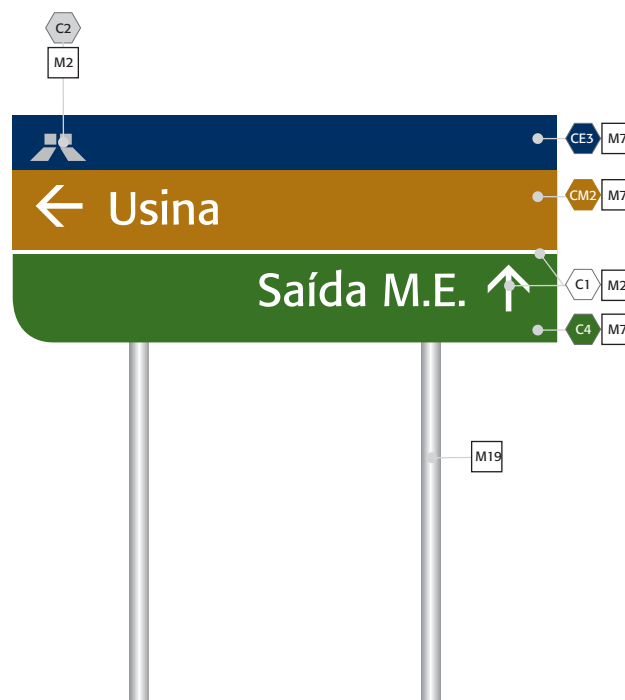 C2
M2
CE3 M7
Usina
CM2 M7
Saída M.E.
C1 M2
C4 M7
M19